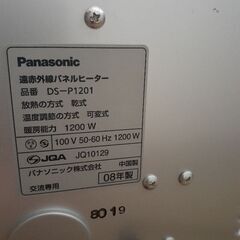 Panasonic
遠赤外線パネルヒーター
品番 DS-P1201
放熱の方式 乾式
温度調節の方式 可変式
暖房能力 1200 W
100 V 50-60 Hz 1200 W
JQA JQ10129
中国製
パナソニック株式会社
交流専用 08年製
8019